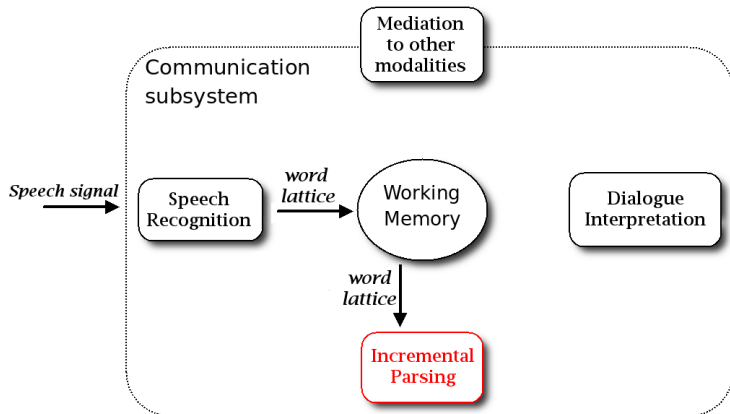 Mediation
to other
modalities
Communication
subsystem
Speech signal
Speech
Recognition
word
lattice
Working
Memory
Dialogue
Interpretation
word
lattice
Incremental
Parsing